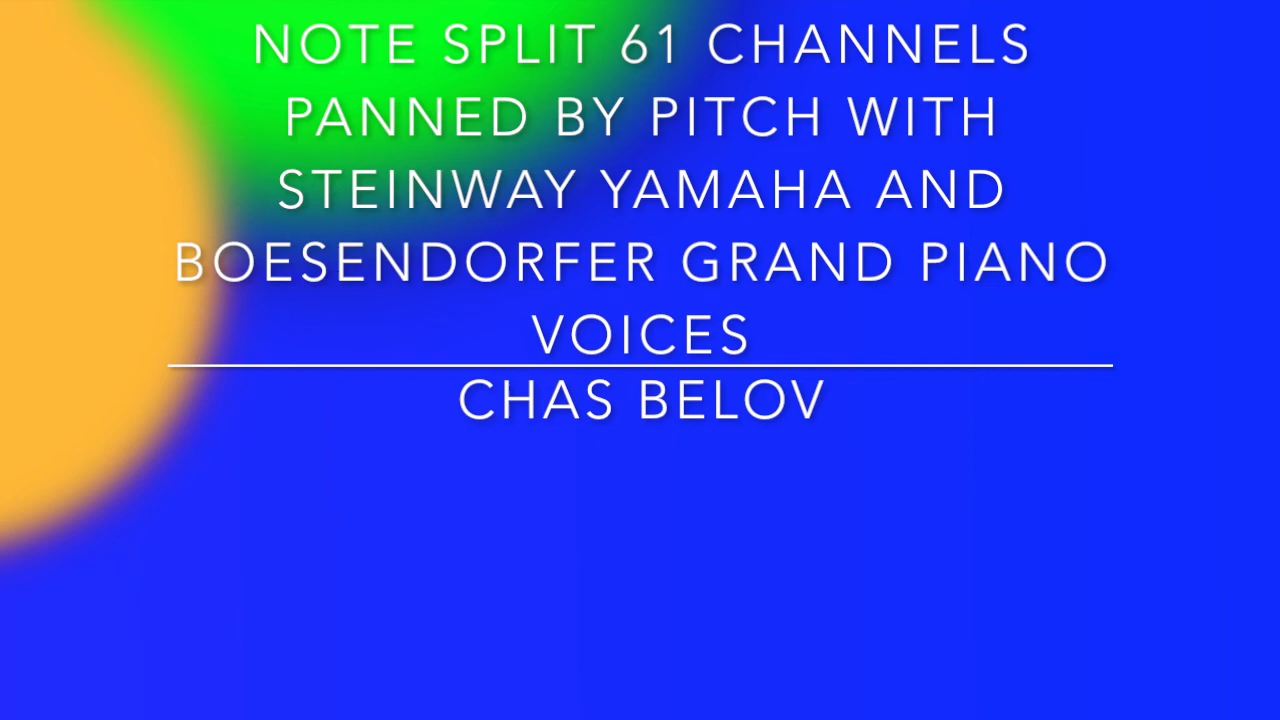 NOTE SPLIT 61 CHANNELS
PANNED BY PITCH WITH
STEINWAY YAMAHA AND
BOESENDORFER GRAND PIANO
VOICES
CHAS BELOV